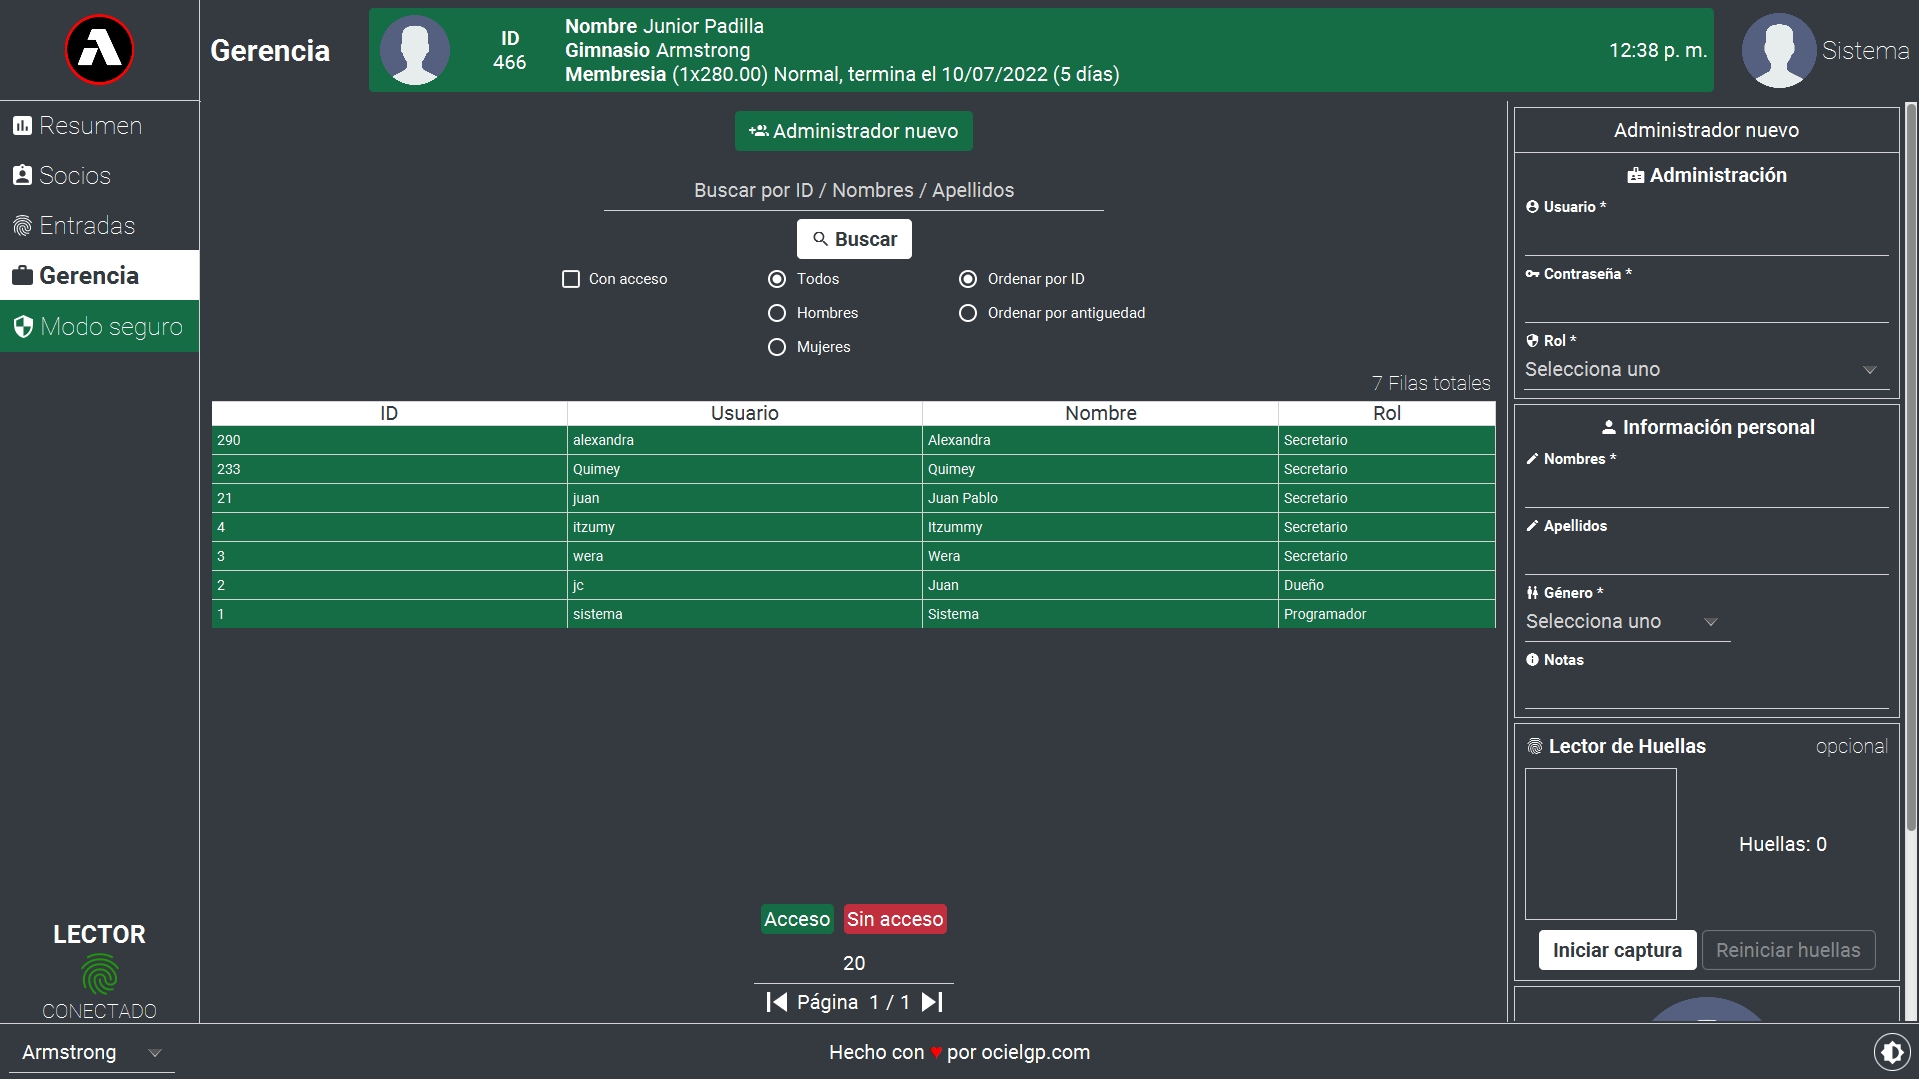 Gerencia
ID
466
Nombre Junior Padilla
Gimnasio Armstrong
Membresia (1x280.00) Normal, termina el 10/07/2022 (5 días)
12:38 p. m.
Sistema
Resumen
Socios
Entradas
Gerencia
Modo seguro
LECTOR
CONECTADO
Administrador nuevo
Buscar por ID / Nombres / Apellidos
Buscar
Con acceso
Todos
Hombres
Mujeres
Ordenar por ID
Ordenar por antiguedad
7 Filas totales
ID Usuario Nombre Rol
290 alexandra Alexandra Secretario
233 Quimey Quimey Secretario
21 juan Juan Pablo Secretario
4 itzumy Itzummy Secretario
3 wera Wera Secretario
2 jc Juan Dueño
1 sistema Sistema Programador
Acceso Sin acceso
20
Página 1 / 1
Administrador nuevo
Administración
Usuario *
Contraseña *
Rol *
Selecciona uno
Información personal
Nombres *
Apellidos
Género *
Selecciona uno
Notas
Lector de Huellas opcional
Huellas: 0
Iniciar captura Reiniciar huellas
Armstrong
Hecho con ♥ por ocielgp.com